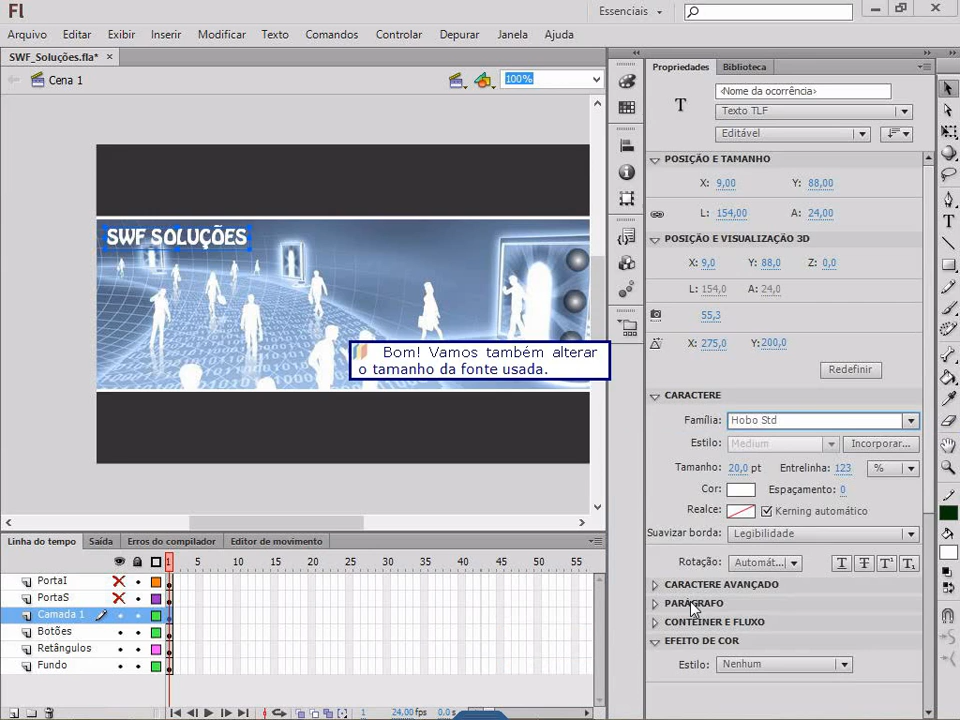 Fl
Essenciais
Arquivo Editar Exibir Inserir Modificar Texto Comandos Controlar Depurar Janela Ajuda
SWF_Soluções.fla*
Cena 1
100%
SWF SOLUÇÕES
Bom! Vamos também alterar
o tamanho da fonte usada.
Propriedades Biblioteca
T
<Nome da ocorrência>
Texto TLF
Editável
POSIÇÃO E TAMANHO
X: 9,00 Y: 88,00
L: 154,00 A: 24,00
POSIÇÃO E VISUALIZAÇÃO 3D
X: 9,0 Y: 88,0 Z: 0,0
L: 154,0 A: 24,0
55,3
X: 275,0 Y: 200,0
Redefinir
CARACTERE
Família: Hobo Std
Estilo: Medium Incorporar...
Tamanho: 20,0 pt Entrelinha: 123 %
Cor: Espaçamento: 0
Realce: Kerning automático
Suavizar borda: Legibilidade
Rotação: Automát... T T T¹ T₁
CARACTERE AVANÇADO
PARÁGRAFO
CONTÊINER E FLUXO
EFEITO DE COR
Estilo: Nenhum
Linha do tempo Saída Erros do compilador Editor de movimento
1 5 10 15 20 25 30 35 40 45 50 55
PortaI
PortaS
Camada 1
Botões
Retângulos
Fundo
1 24,00 fps 0,0 s